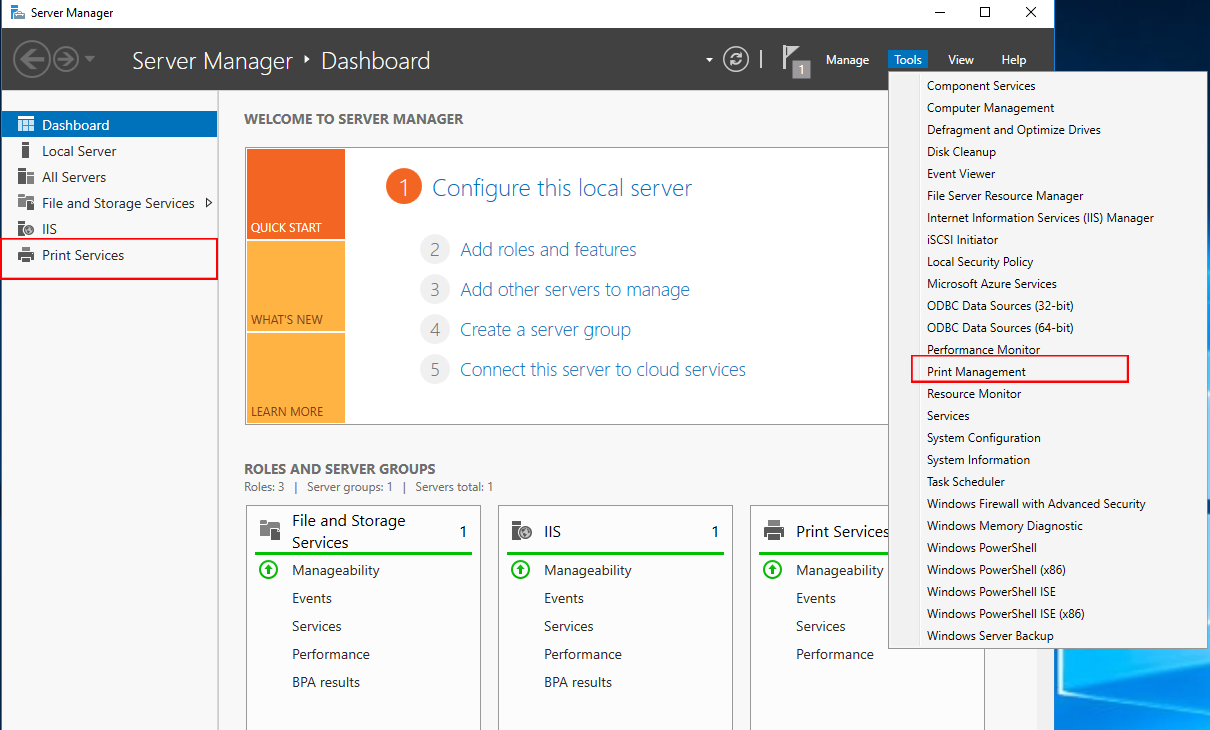 Server Manager
Server Manager ‣ Dashboard
1
Manage
Tools
View
Help
Dashboard
Local Server
All Servers
File and Storage Services
IIS
Print Services
WELCOME TO SERVER MANAGER
QUICK START
WHAT'S NEW
LEARN MORE
1 Configure this local server
2 Add roles and features
3 Add other servers to manage
4 Create a server group
5 Connect this server to cloud services
ROLES AND SERVER GROUPS
Roles: 3 | Server groups: 1 | Servers total: 1
File and Storage
Services 1
Manageability
Events
Services
Performance
BPA results
IIS 1
Manageability
Events
Services
Performance
BPA results
Print Services
Manageability
Events
Services
Performance
Component Services
Computer Management
Defragment and Optimize Drives
Disk Cleanup
Event Viewer
File Server Resource Manager
Internet Information Services (IIS) Manager
iSCSI Initiator
Local Security Policy
Microsoft Azure Services
ODBC Data Sources (32-bit)
ODBC Data Sources (64-bit)
Performance Monitor
Print Management
Resource Monitor
Services
System Configuration
System Information
Task Scheduler
Windows Firewall with Advanced Security
Windows Memory Diagnostic
Windows PowerShell
Windows PowerShell (x86)
Windows PowerShell ISE
Windows PowerShell ISE (x86)
Windows Server Backup